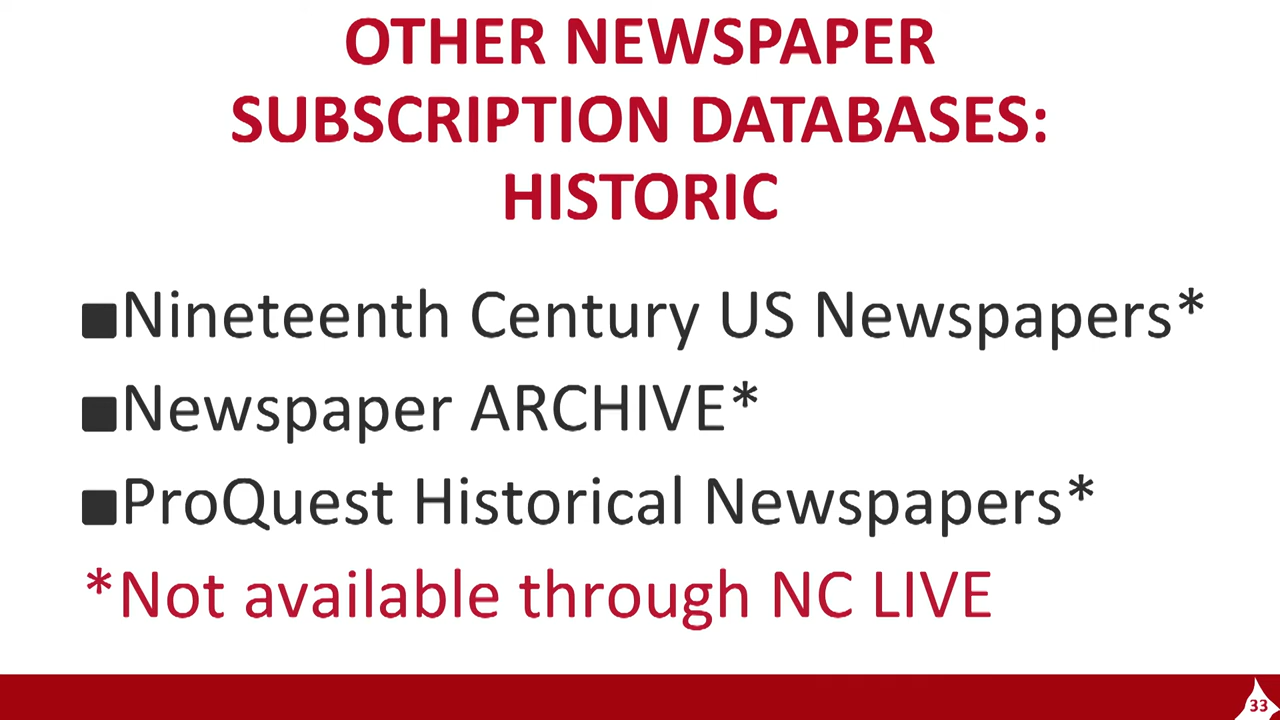 OTHER NEWSPAPER
SUBSCRIPTION DATABASES:
HISTORIC
■Nineteenth Century US Newspapers*
■Newspaper ARCHIVE*
■ProQuest Historical Newspapers*
*Not available through NC LIVE
33